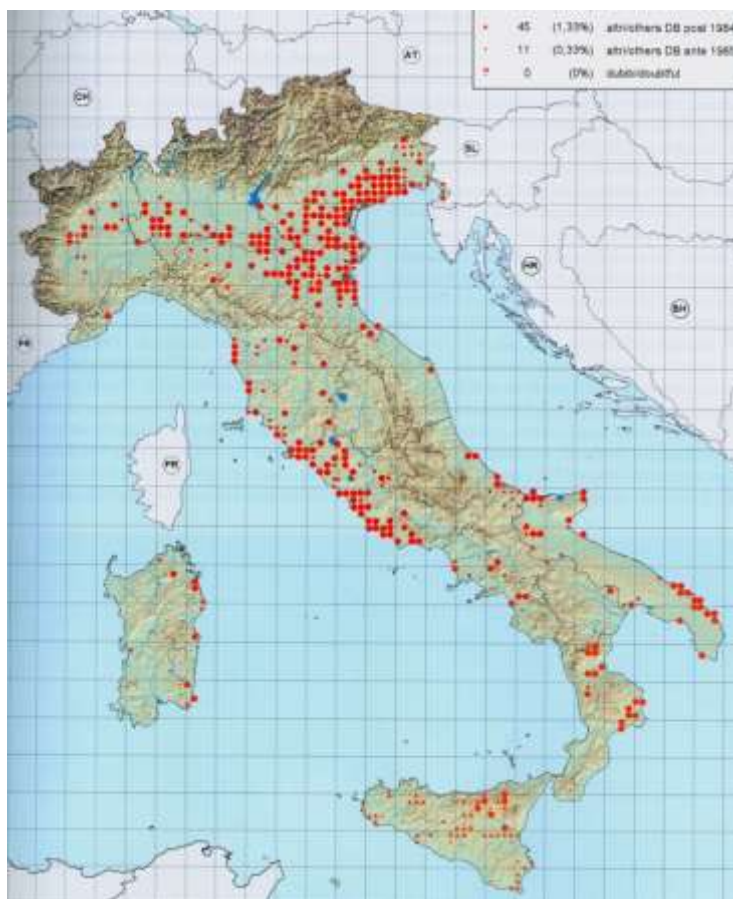 45 (1,33%) altri/others DB post 1984
11 (0,33%) altri/others DB ante 1985
0 (0%) dubbi/doubtful
AT
CH
SL
HR
BH
FR
FR